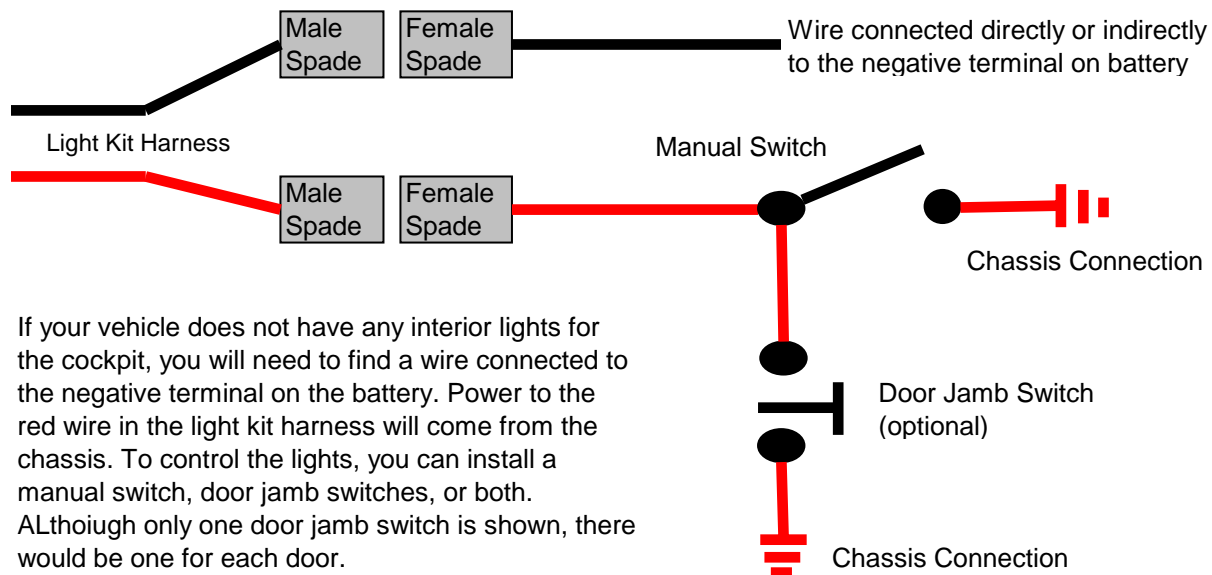 Male
Spade
Female
Spade
Wire connected directly or indirectly
to the negative terminal on battery
Light Kit Harness
Manual Switch
Male
Spade
Female
Spade
Chassis Connection
If your vehicle does not have any interior lights for
the cockpit, you will need to find a wire connected to
the negative terminal on the battery. Power to the
red wire in the light kit harness will come from the
chassis. To control the lights, you can install a
manual switch, door jamb switches, or both.
ALthoiugh only one door jamb switch is shown, there
would be one for each door.
Door Jamb Switch
(optional)
Chassis Connection